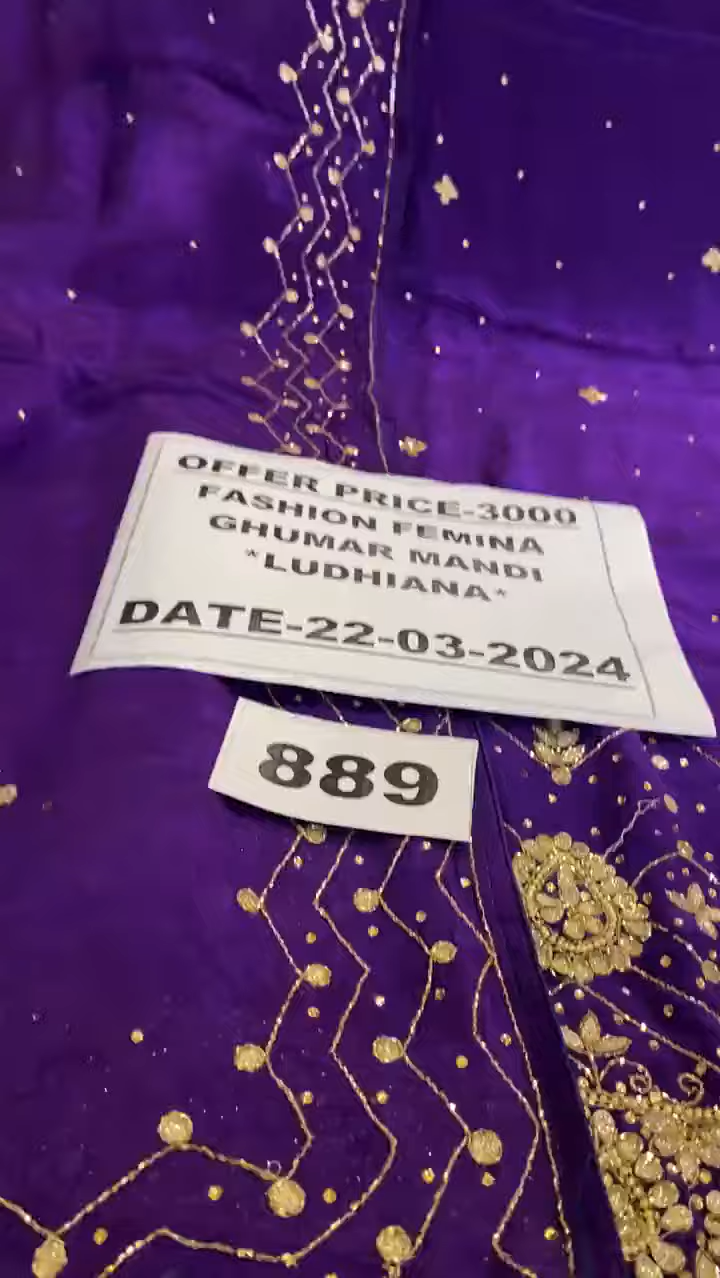 OFFER PRICE-3000
FASHION FEMINA
GHUMAR MANDI
*LUDHIANA*
DATE-22-03-2024
889